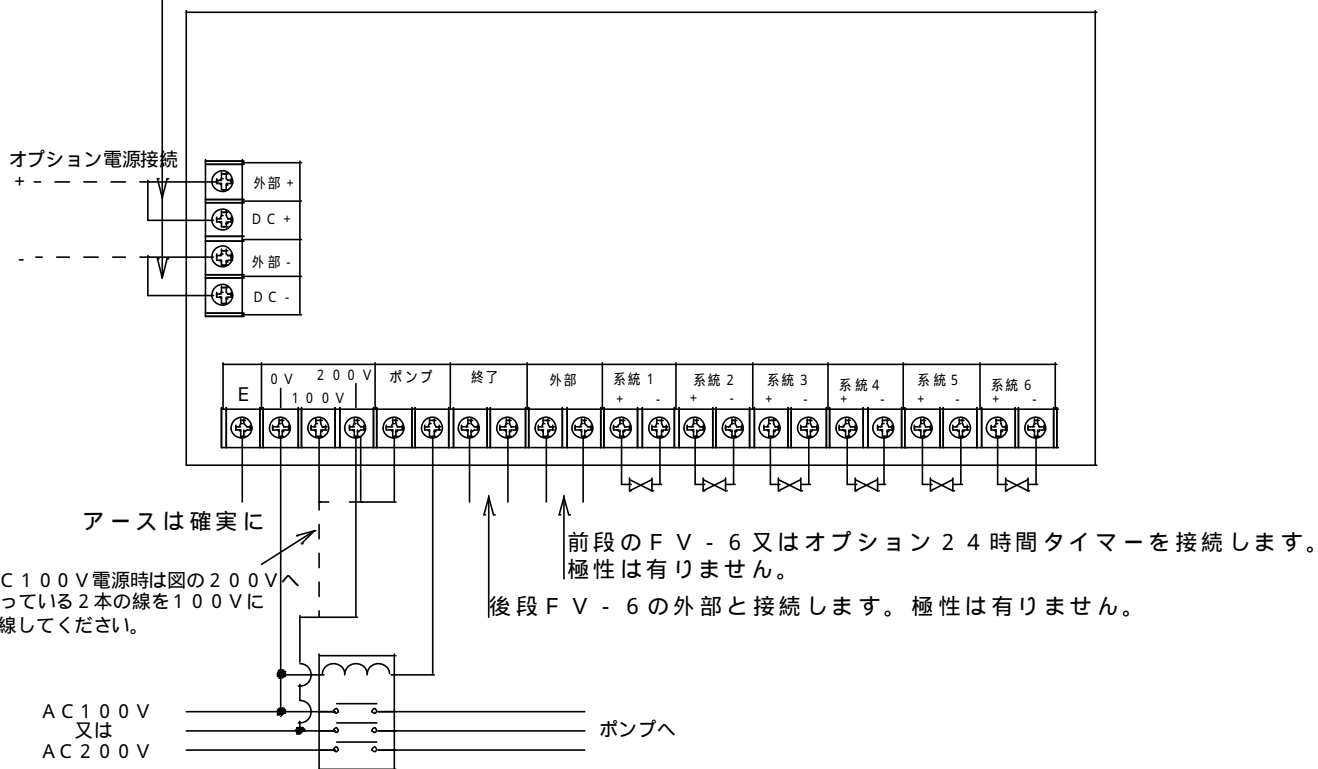 オプション電源接続
+
-
外部 +
DC +
外部 -
DC -
E
0V
200V
100V
ポンプ
終了
外部
系統1
+ -
系統2
+ -
系統3
+ -
系統4
+ -
系統5
+ -
系統6
+ -
アースは確実に
C100V電源時は図の200Vへ
っている2本の線を100Vに
線してください。
前段のFV-6又はオプション24時間タイマーを接続します。
極性は有りません。
後段FV-6の外部と接続します。極性は有りません。
AC100V
又は
AC200V
ポンプへ